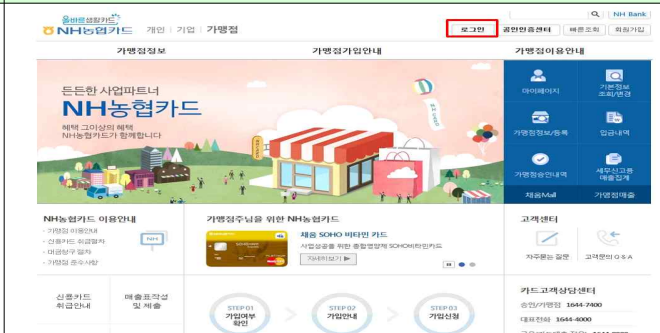 올바른생활카드
NH농협카드 개인 | 기업 | 가맹점
NH Bank
로그인 공인인증센터 빠른조회 회원가입
가맹점정보 가맹점가입안내 가맹점이용안내
든든한 사업파트너
NH농협카드
혜택 그이상의 혜택
NH농협카드가 함께합니다
NH CARD
마이페이지 기본정보
조회/변경
가맹점정보/등록 입금내역
가맹점승인내역 세무신고용
매출집계
채움Mall 가맹점매출
NH농협카드 이용안내
· 가맹점 이용안내
· 신용카드 취급절차
· 대금청구 절차
· 가맹점 준수사항
NH
가맹점주님을 위한 NH농협카드
채움 SOHO 비타민 카드
사업성공을 위한 종합영양제 SOHO비타민카드
자세히보기 ▶
고객센터
자주묻는 질문 고객문의 Q & A
신용카드
취급안내
매출표작성
및 제출
STEP 01
가입여부
확인
STEP 02
가입안내
STEP 03
가입신청
카드고객상담센터
승인/가맹점 1644-7400
대표전화 1644-4000